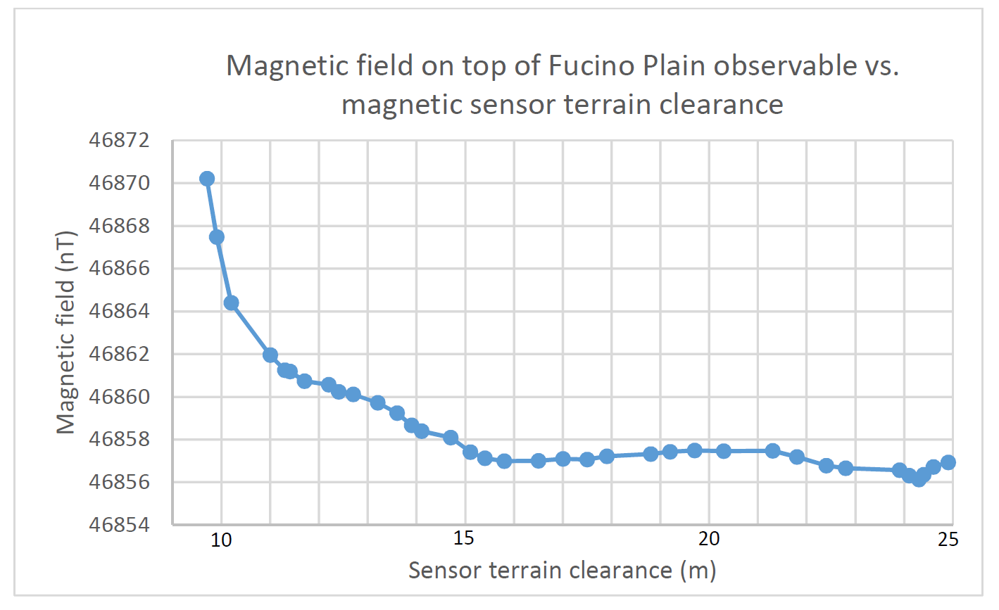 Magnetic field on top of Fucino Plain observable vs.
magnetic sensor terrain clearance
46872
46870
46868
46866
46864
46862
46860
46858
46856
46854
Magnetic field (nT)
10 15 20 25
Sensor terrain clearance (m)